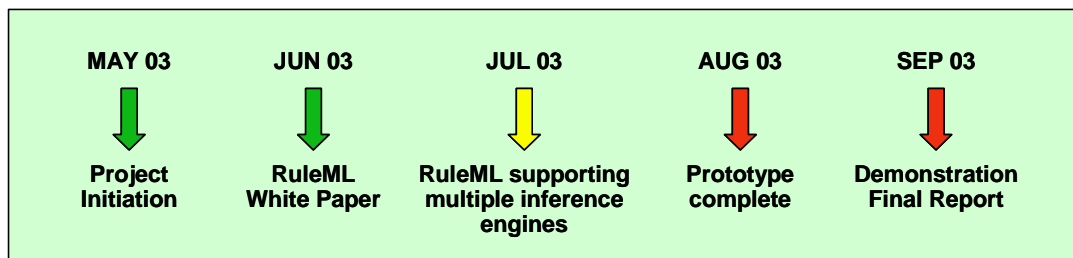 MAY 03
JUN 03
JUL 03
AUG 03
SEP 03
Project
Initiation
RuleML
White Paper
RuleML supporting
multiple inference
engines
Prototype
complete
Demonstration
Final Report